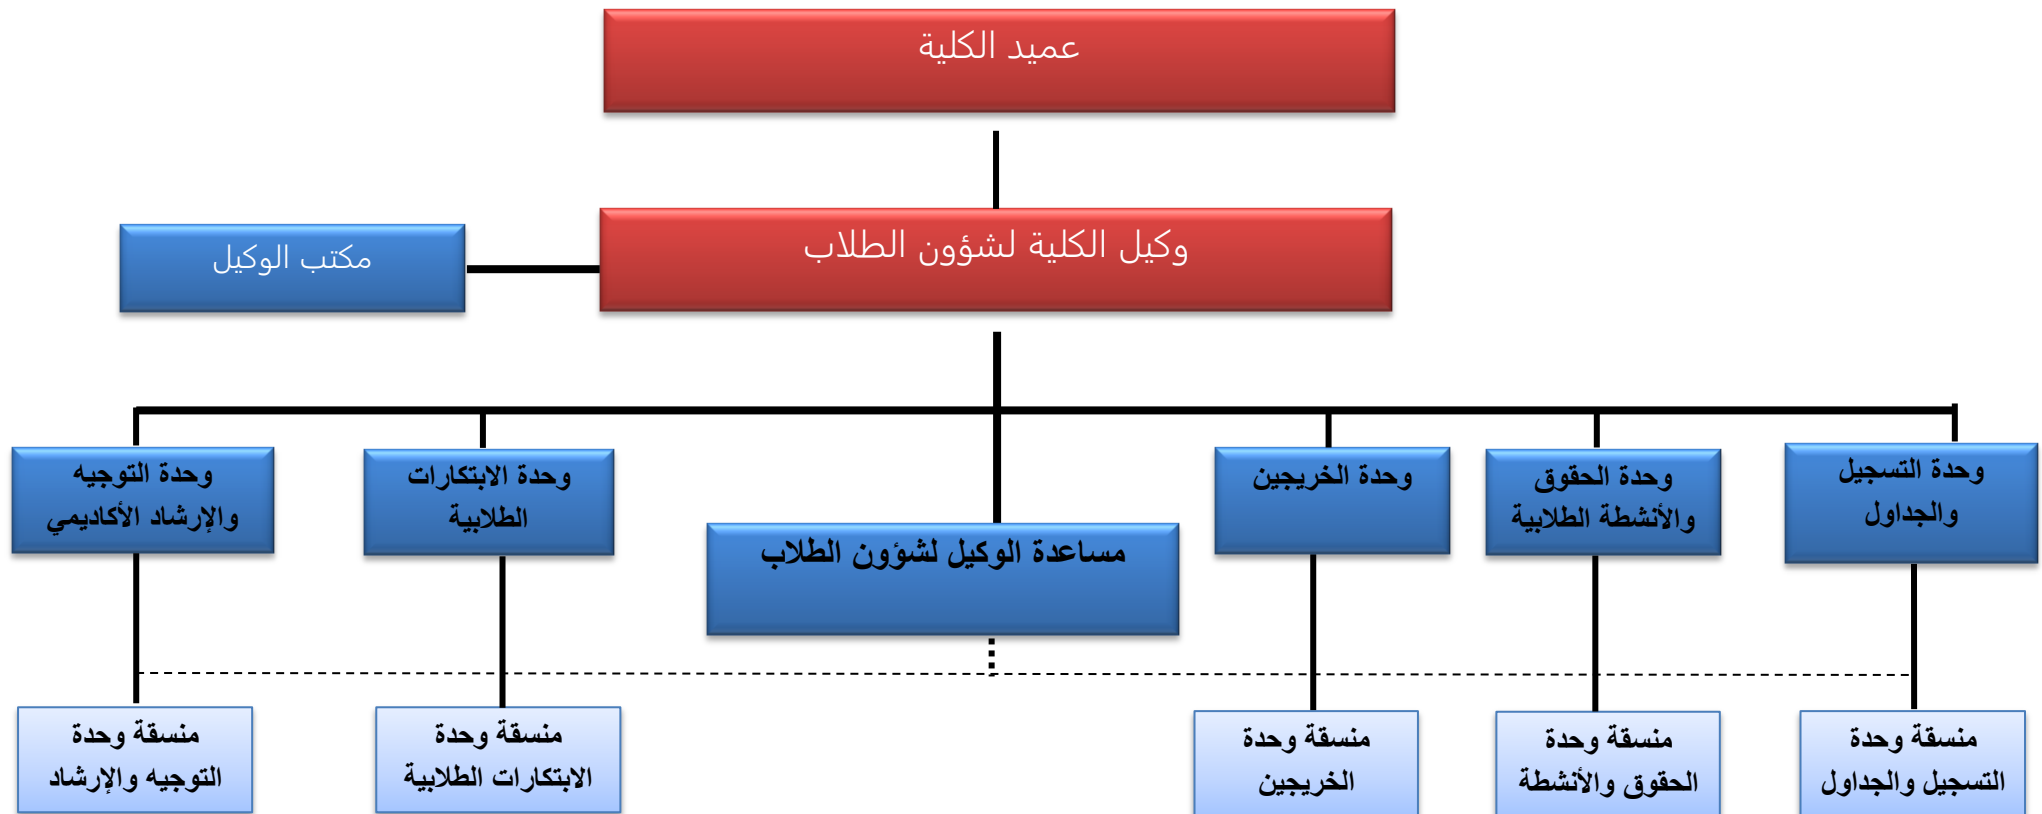 عميد الكلية
وكيل الكلية لشؤون الطلاب
مكتب الوكيل
وحدة التسجيل
والجداول
وحدة الحقوق
والأنشطة الطلابية
وحدة الخريجين
مساعدة الوكيل لشؤون الطلاب
وحدة الابتكارات
الطلابية
وحدة التوجيه
والإرشاد الأكاديمي
منسقة وحدة
التسجيل والجداول
منسقة وحدة
الحقوق والأنشطة
منسقة وحدة
الخريجين
منسقة وحدة
الابتكارات الطلابية
منسقة وحدة
التوجيه والإرشاد